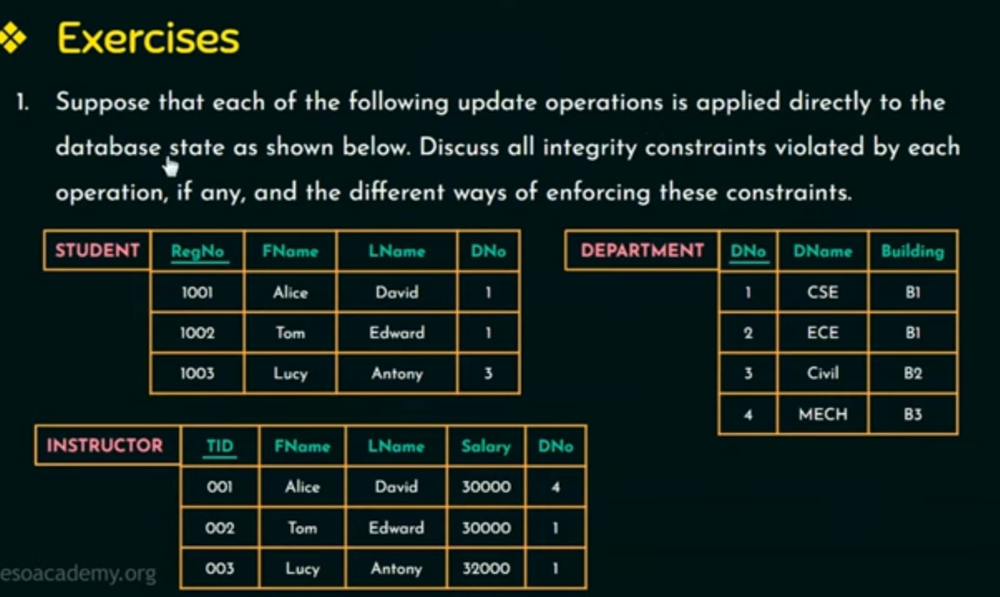 Exercises
1. Suppose that each of the following update operations is applied directly to the
database state as shown below. Discuss all integrity constraints violated by each
operation, if any, and the different ways of enforcing these constraints.
STUDENT RegNo FName LName DNo
1001 Alice David 1
1002 Tom Edward 1
1003 Lucy Antony 3
DEPARTMENT DNo DName Building
1 CSE B1
2 ECE B1
3 Civil B2
4 MECH B3
INSTRUCTOR TID FName LName Salary DNo
001 Alice David 30000 4
002 Tom Edward 30000 1
003 Lucy Antony 32000 1
esoacademy.org